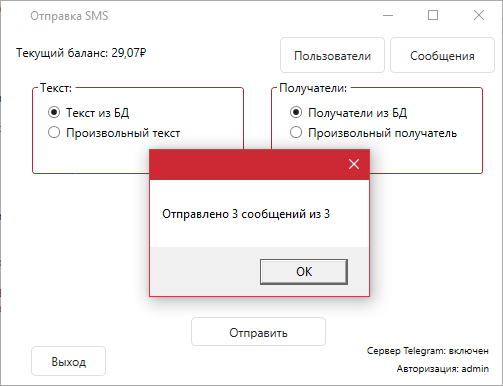 Отправка SMS
Текущий баланс: 29,07₽
Пользователи
Сообщения
Текст:
Получатели:
Текст из БД
Получатели из БД
Произвольный текст
Произвольный получатель
Отправлено 3 сообщений из 3
OK
Отправить
Сервер Telegram: включен
Выход
Авторизация: admin